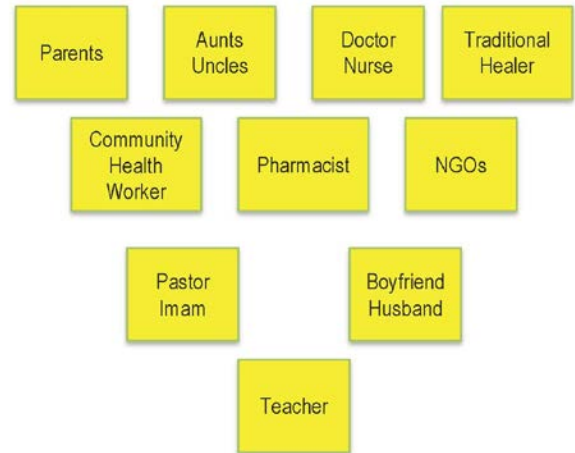 Parents
Aunts
Uncles
Doctor
Nurse
Traditional
Healer
Community
Health
Worker
Pharmacist
NGOs
Pastor
Imam
Boyfriend
Husband
Teacher